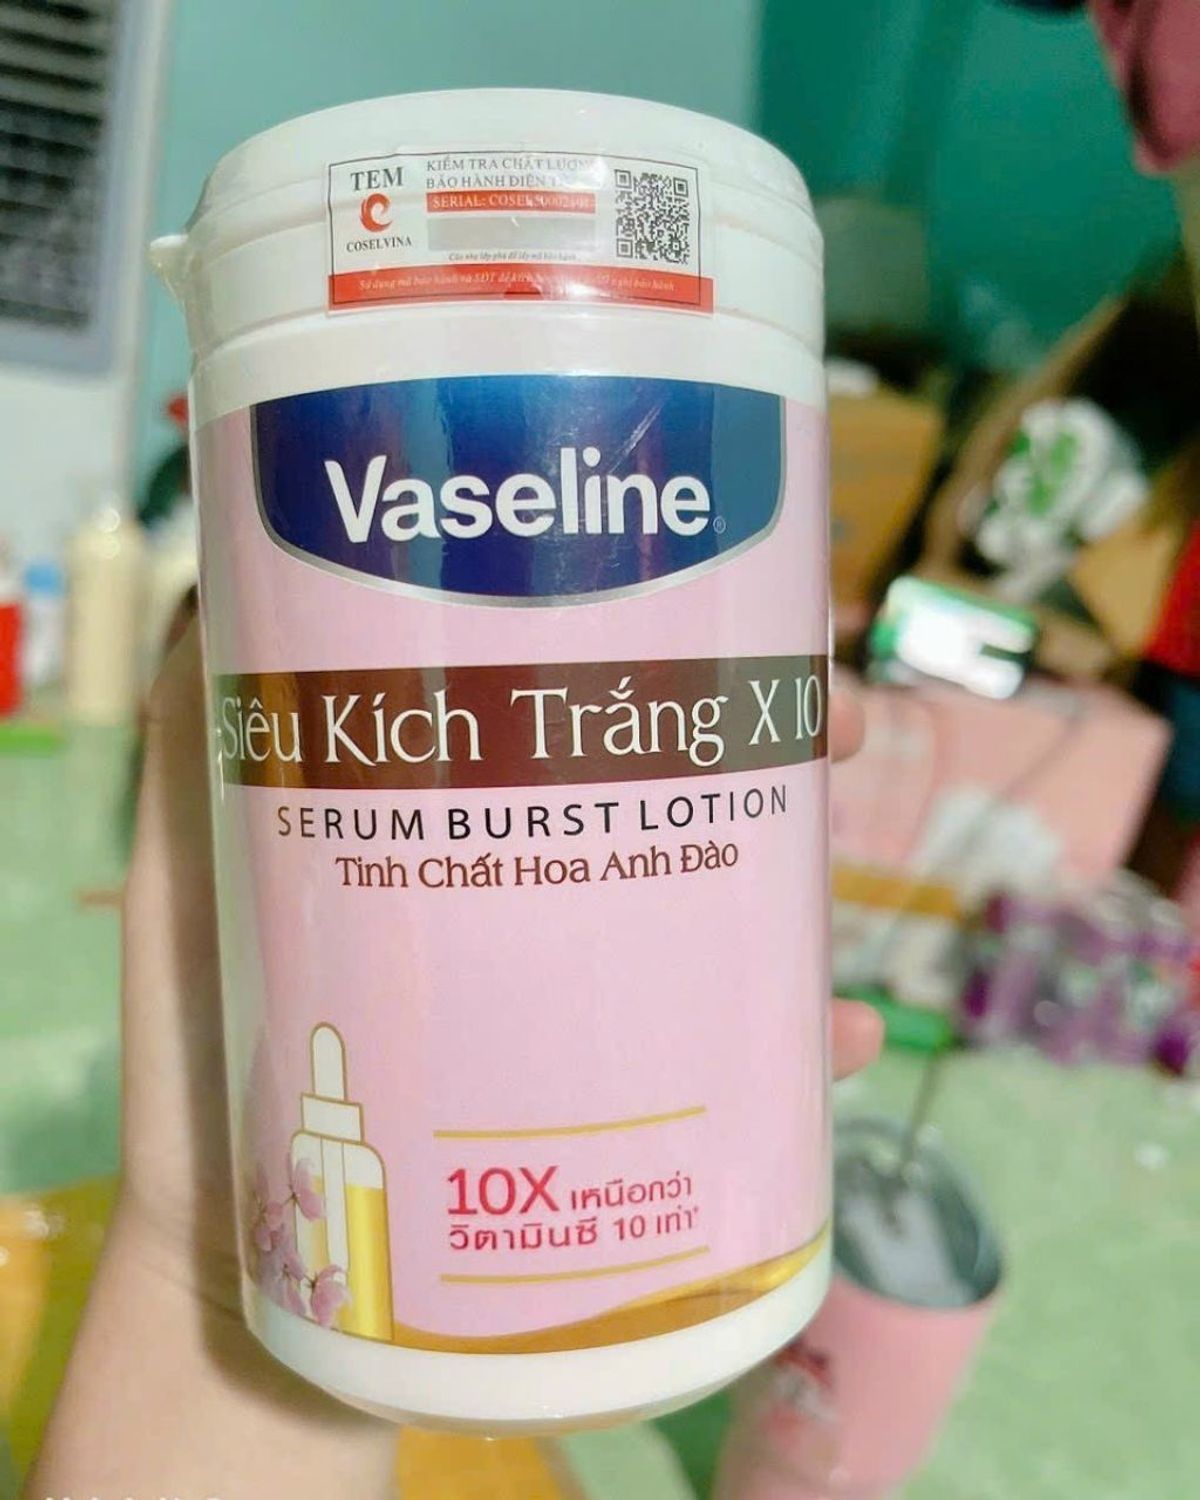 TEM
COSELVINA
KIỂM TRA CHẤT LƯỢNG
BẢO HÀNH ĐIỆN
SERIAL:
Vaseline®
Siêu Kích Trắng X 10
SERUM BURST LOTION
Tinh Chất Hoa Anh Đào
10X เหนือกว่า
วิตามินซี 10 เท่า*